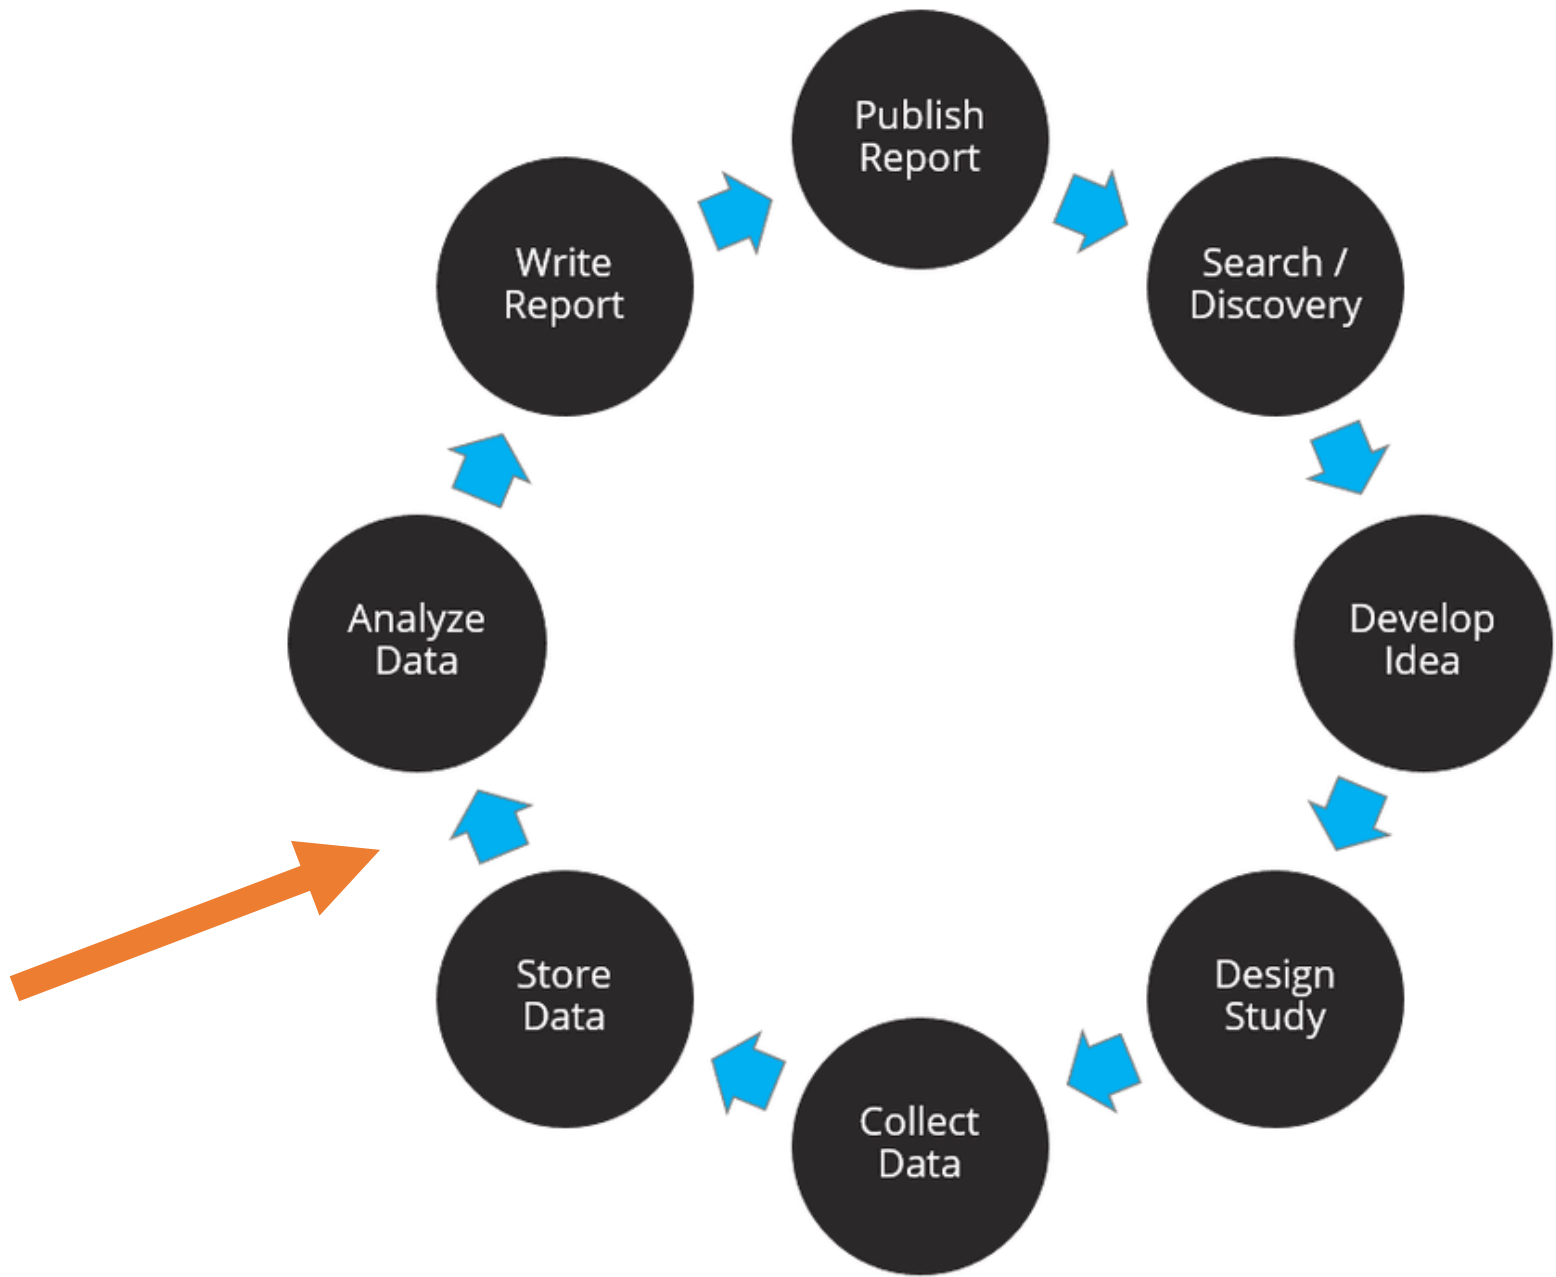 Publish
Report
Search /
Discovery
Develop
Idea
Design
Study
Collect
Data
Store
Data
Analyze
Data
Write
Report